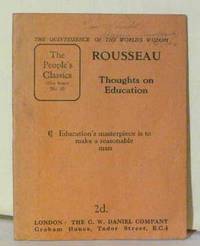 THE QUINTESSENCE OF THE WORLD'S WISDOM
The
People's
Classics
ROUSSEAU
Thoughts on
Education
Education's masterpiece is to
make a reasonable
man
2d.
LONDON: THE C. W. DANIEL COMPANY
Graham House, Tudor Street, E.C.4